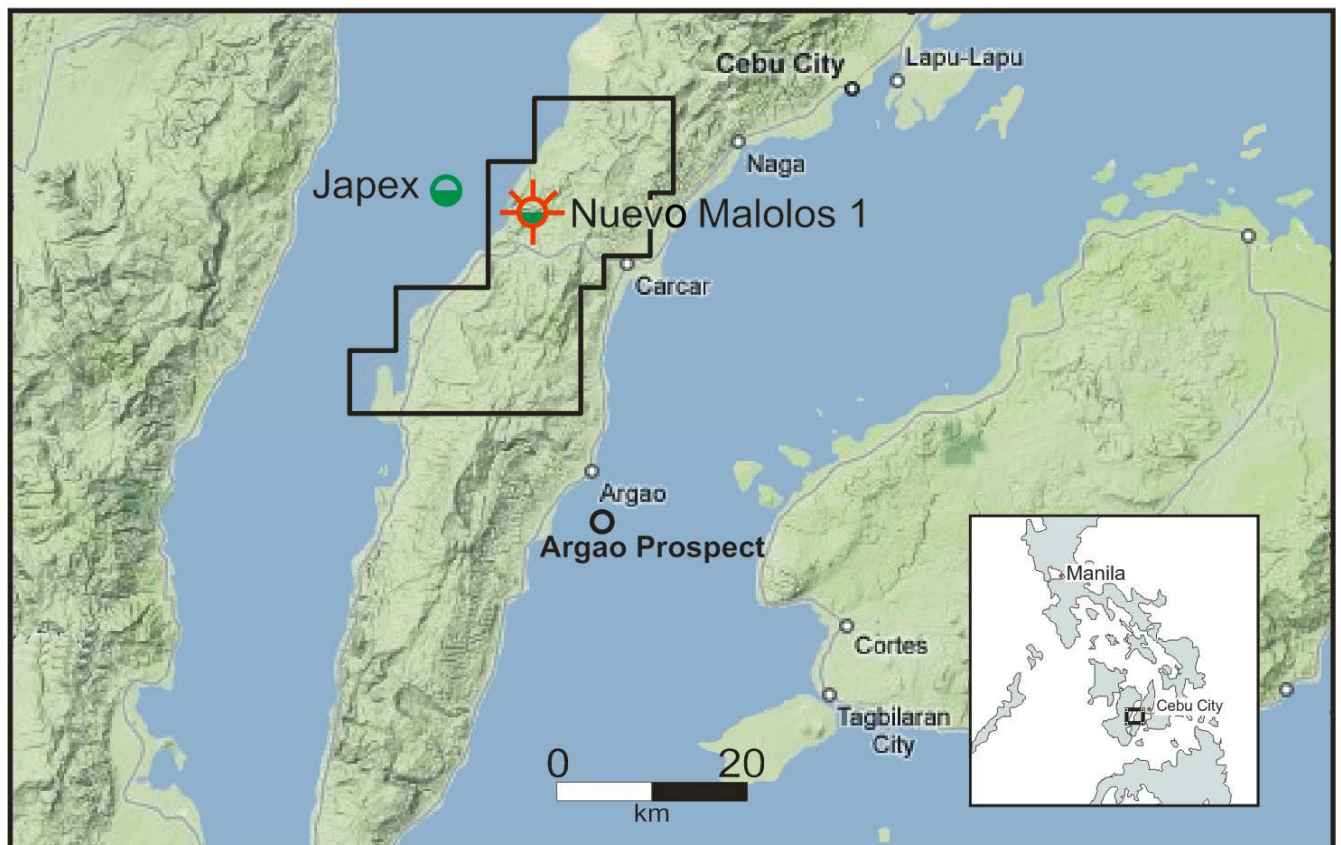 Lapu-Lapu
Cebu City
Naga
Japex
Nuevo Malolos 1
Carcar
Argao
Argao Prospect
Manila
Cebu City
Cortes
Tagbilaran
City
0 20
km